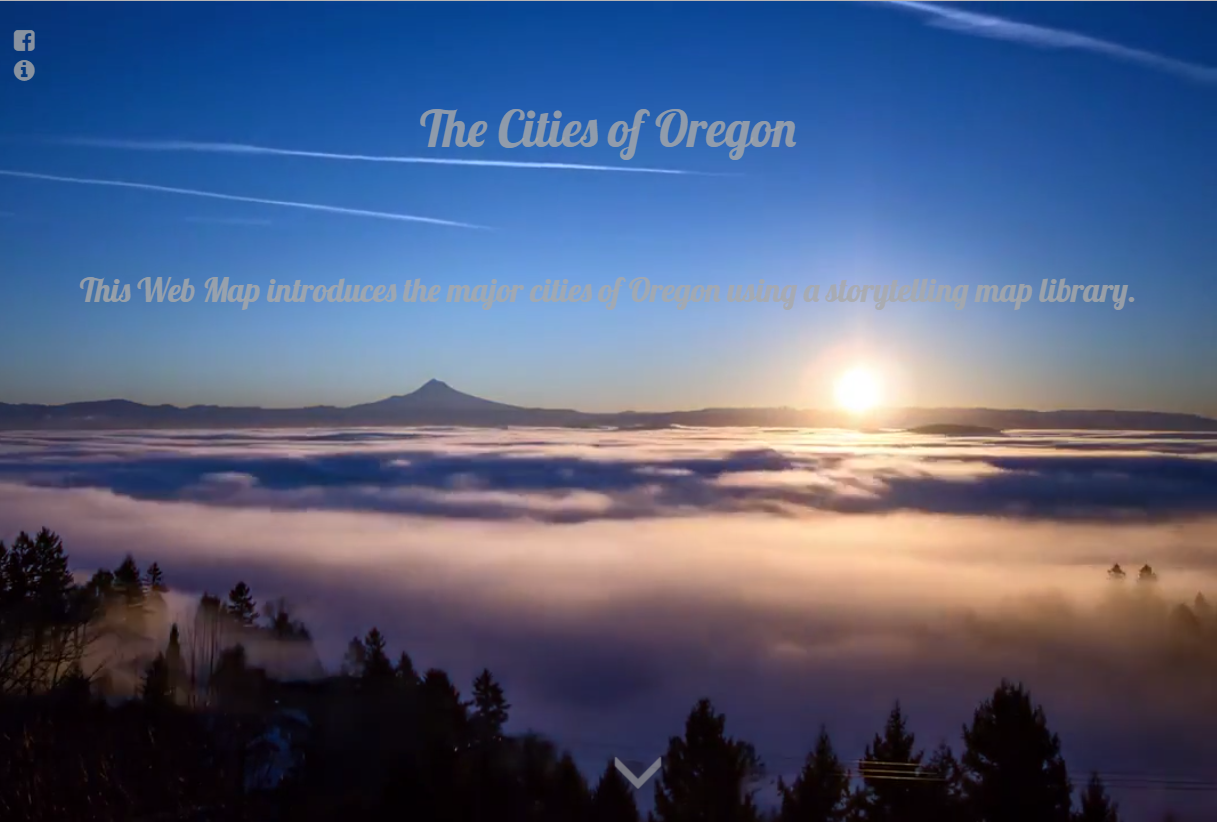 The Cities of Oregon
This Web Map introduces the major cities of Oregon using a storytelling map library.